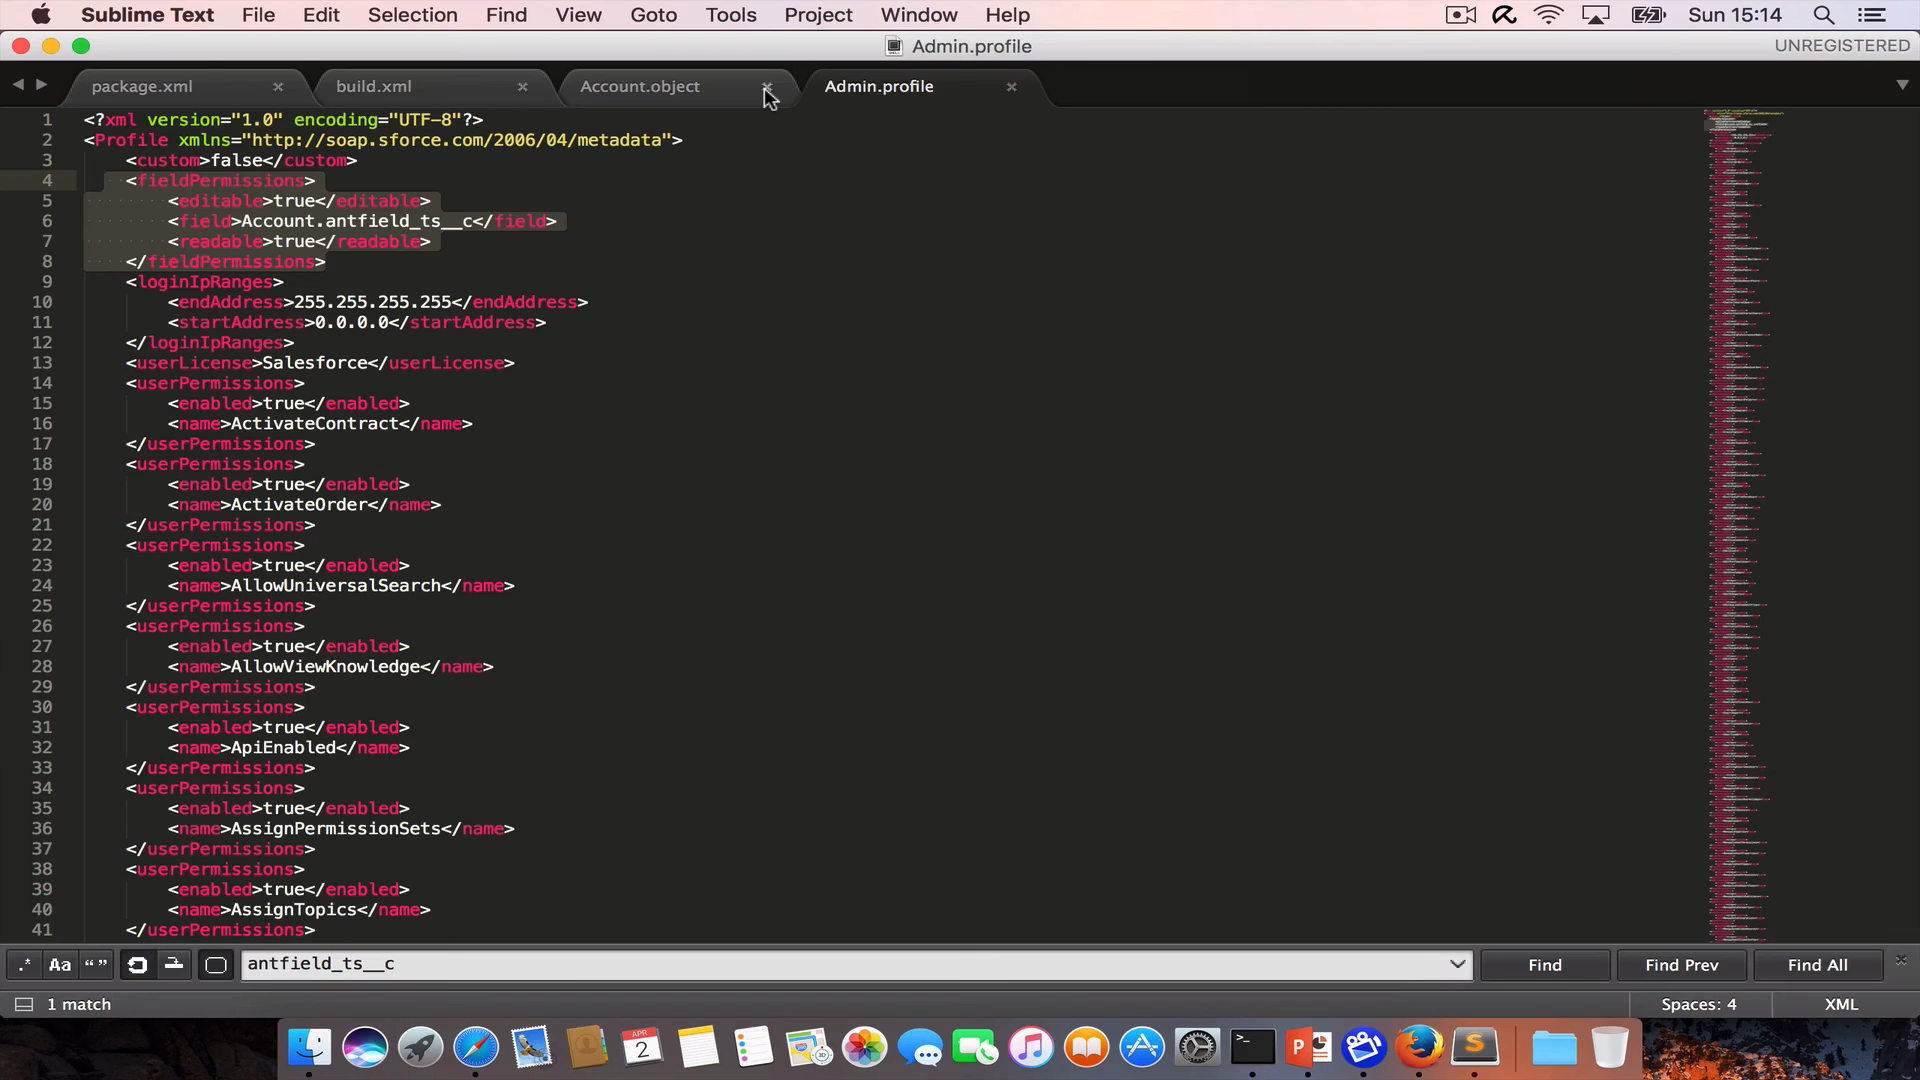 Sublime Text File Edit Selection Find View Goto Tools Project Window Help Sun 15:14
Admin.profile UNREGISTERED
package.xml build.xml Account.object Admin.profile
1 <?xml version="1.0" encoding="UTF-8"?>
2 <Profile xmlns="http://soap.sforce.com/2006/04/metadata">
3 <custom>false</custom>
4 <fieldPermissions>
5 <editable>true</editable>
6 <field>Account.antfield_ts__c</field>
7 <readable>true</readable>
8 </fieldPermissions>
9 <loginIpRanges>
10 <endAddress>255.255.255.255</endAddress>
11 <startAddress>0.0.0.0</startAddress>
12 </loginIpRanges>
13 <userLicense>Salesforce</userLicense>
14 <userPermissions>
15 <enabled>true</enabled>
16 <name>ActivateContract</name>
17 </userPermissions>
18 <userPermissions>
19 <enabled>true</enabled>
20 <name>ActivateOrder</name>
21 </userPermissions>
22 <userPermissions>
23 <enabled>true</enabled>
24 <name>AllowUniversalSearch</name>
25 </userPermissions>
26 <userPermissions>
27 <enabled>true</enabled>
28 <name>AllowViewKnowledge</name>
29 </userPermissions>
30 <userPermissions>
31 <enabled>true</enabled>
32 <name>ApiEnabled</name>
33 </userPermissions>
34 <userPermissions>
35 <enabled>true</enabled>
36 <name>AssignPermissionSets</name>
37 </userPermissions>
38 <userPermissions>
39 <enabled>true</enabled>
40 <name>AssignTopics</name>
41 </userPermissions>
.* Aa “ ” antfield_ts__c Find Find Prev Find All
1 match Spaces: 4 XML
APR
2